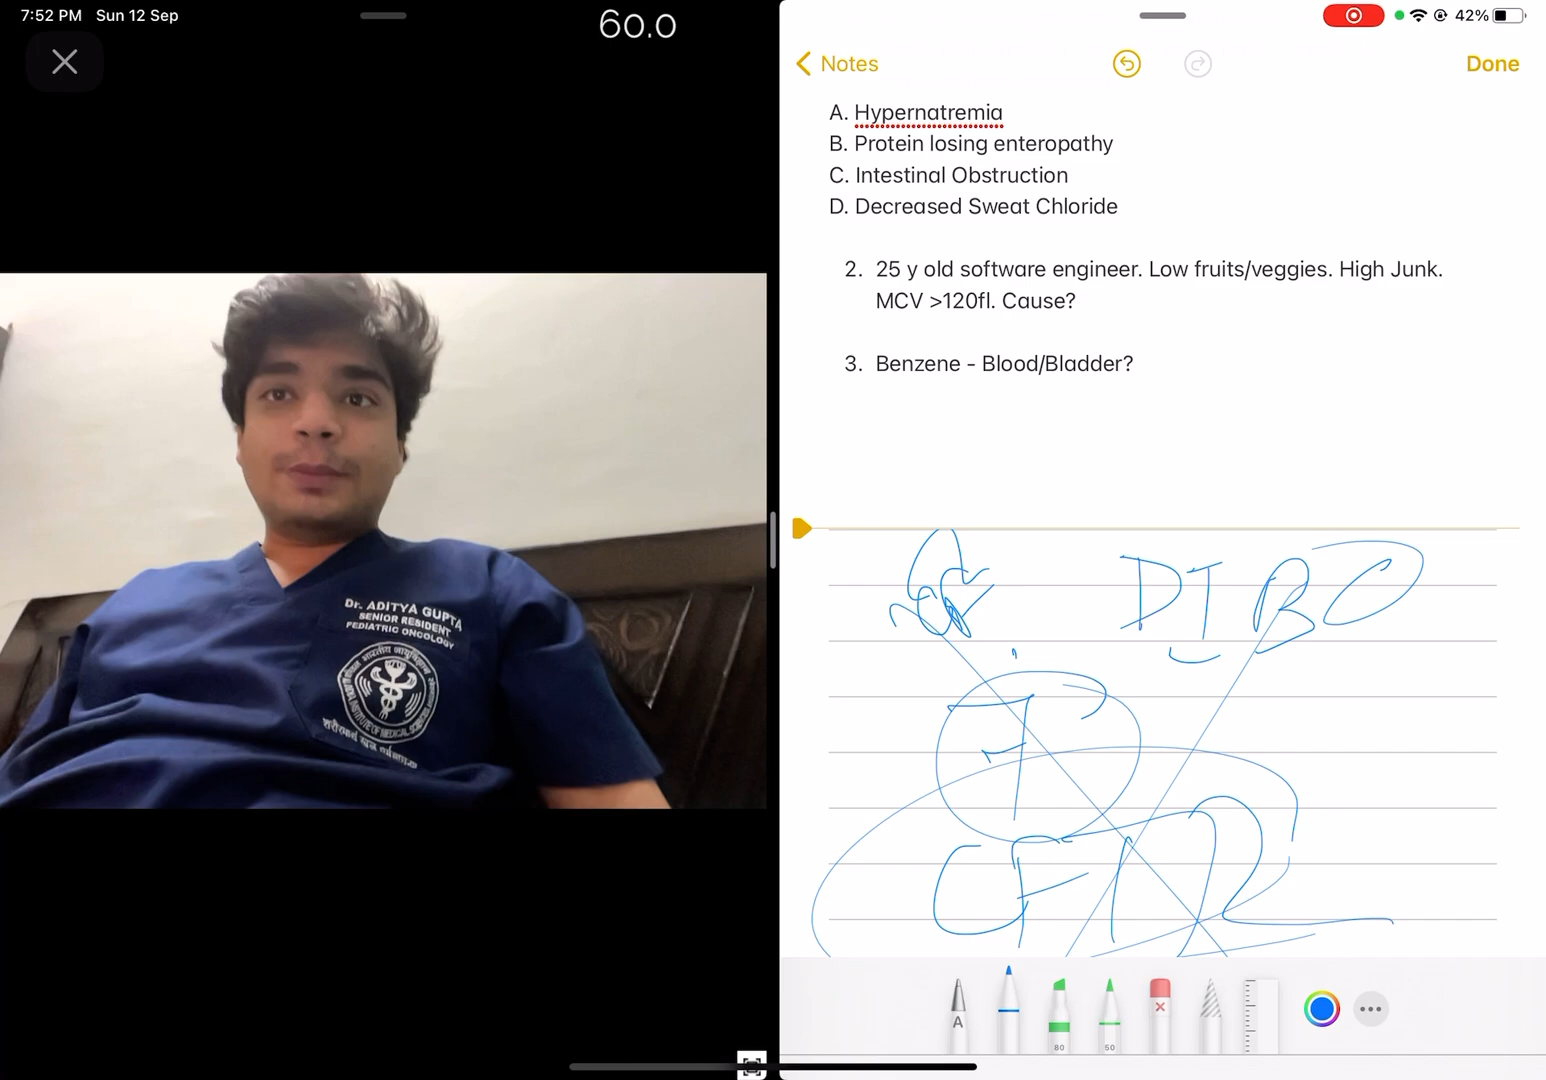 7:52 PM Sun 12 Sep
60.0
42%
Notes
Done
A. Hypernatremia
B. Protein losing enteropathy
C. Intestinal Obstruction
D. Decreased Sweat Chloride
2. 25 y old software engineer. Low fruits/veggies. High Junk.
MCV >120fl. Cause?
3. Benzene - Blood/Bladder?
Dr. ADITYA GUPTA
SENIOR RESIDENT
PEDIATRIC ONCOLOGY
A
80
50